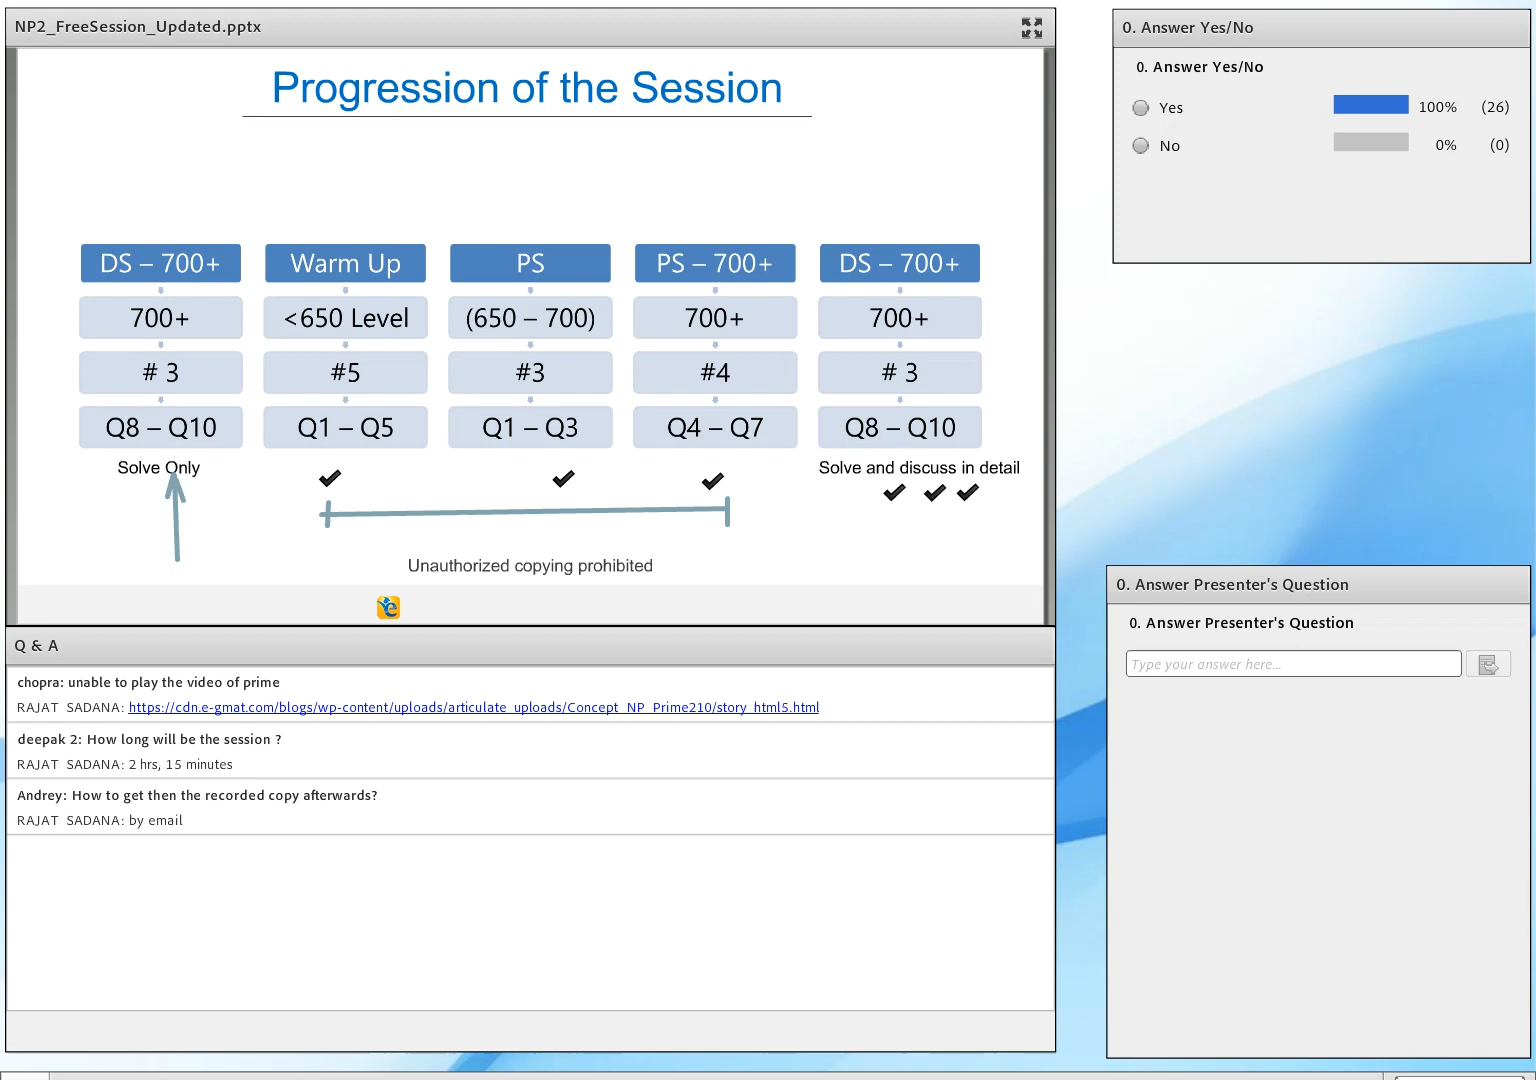 NP2_FreeSession_Updated.pptx
Progression of the Session
DS – 700+ Warm Up PS PS – 700+ DS – 700+
700+ <650 Level (650 – 700) 700+ 700+
# 3 #5 #3 #4 # 3
Q8 – Q10 Q1 – Q5 Q1 – Q3 Q4 – Q7 Q8 – Q10
Solve Only Solve and discuss in detail
Unauthorized copying prohibited
Q & A
chopra: unable to play the video of prime
RAJAT SADANA: https://cdn.e-gmat.com/blogs/wp-content/uploads/articulate_uploads/Concept_NP_Prime210/story_html5.html
deepak 2: How long will be the session ?
RAJAT SADANA: 2 hrs, 15 minutes
Andrey: How to get then the recorded copy afterwards?
RAJAT SADANA: by email
0. Answer Yes/No
0. Answer Yes/No
Yes 100% (26)
No 0% (0)
0. Answer Presenter's Question
0. Answer Presenter's Question
Type your answer here...